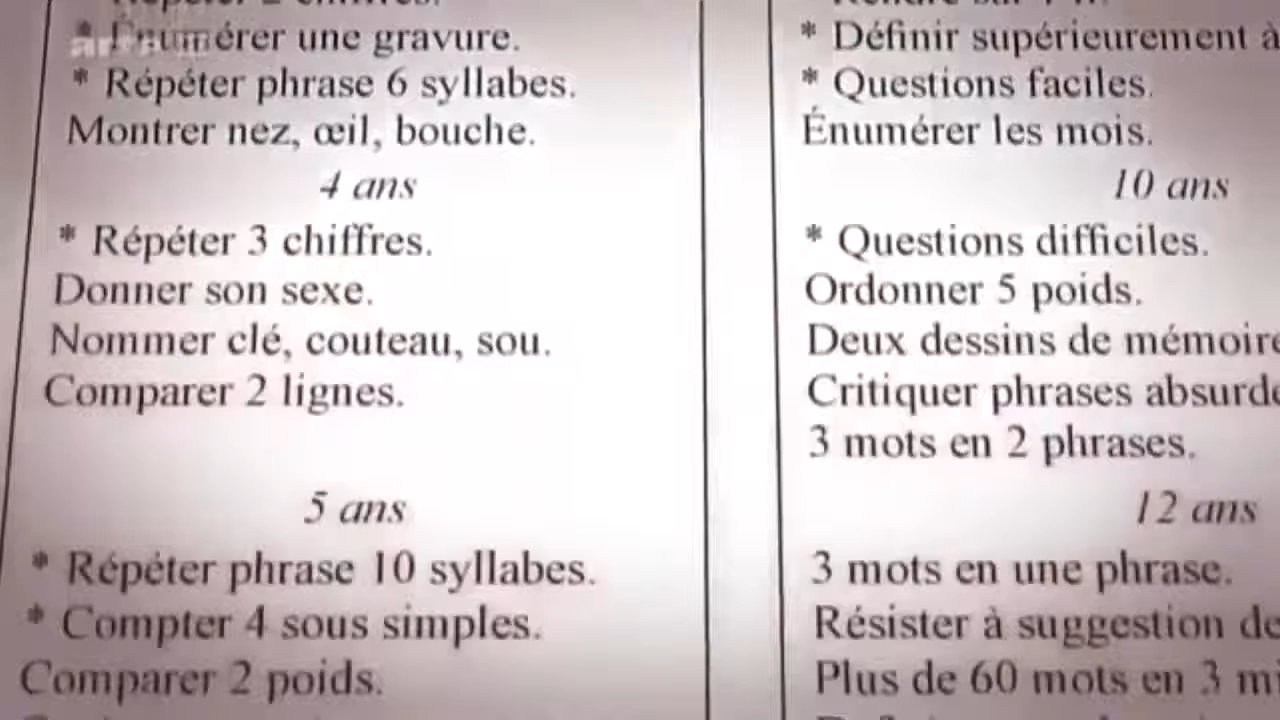 * Énumérer une gravure.
* Répéter phrase 6 syllabes.
Montrer nez, œil, bouche.
4 ans
* Répéter 3 chiffres.
Donner son sexe.
Nommer clé, couteau, sou.
Comparer 2 lignes.
5 ans
* Répéter phrase 10 syllabes.
* Compter 4 sous simples.
Comparer 2 poids.
* Définir supérieurement à
* Questions faciles.
Énumérer les mois.
10 ans
* Questions difficiles.
Ordonner 5 poids.
Deux dessins de mémoire
Critiquer phrases absurde
3 mots en 2 phrases.
12 ans
3 mots en une phrase.
Résister à suggestion de
Plus de 60 mots en 3 mi